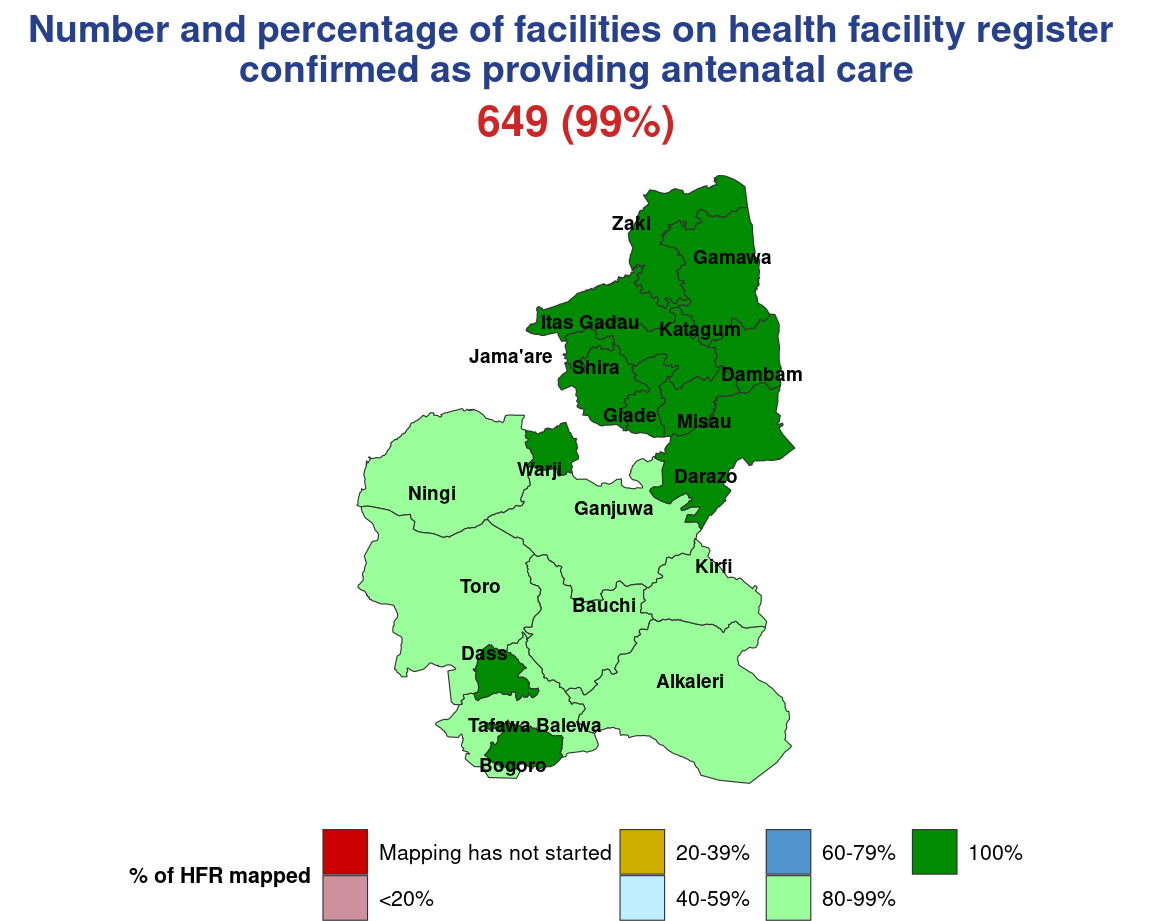 Number and percentage of facilities on health facility register
confirmed as providing antenatal care
649 (99%)
Zaki
Gamawa
Itas Gadau
Katagum
Jama'are
Shira
Dambam
Giade
Misau
Warji
Darazo
Ningi
Ganjuwa
Kirfi
Toro
Bauchi
Dass
Alkaleri
Tafawa Balewa
Bogoro
% of HFR mapped
Mapping has not started
<20%
20-39%
40-59%
60-79%
80-99%
100%